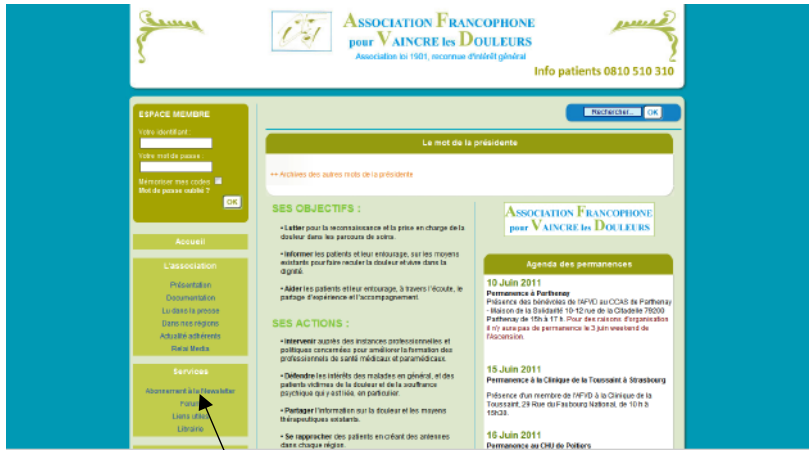 ASSOCIATION FRANCOPHONE
pour VAINCRE les DOULEURS
Association loi 1901, reconnue d'intérêt général
Info patients 0810 510 310
ESPACE MEMBRE
Votre identifiant :
Votre mot de passe :
Mémoriser mes codes
Mot de passe oublié ?
OK
Accueil
L'association
Présentation
Documentation
Lu dans la presse
Dans nos régions
Actualité adhérents
Relai Media
Services
Abonnement à la Newsletter
Forum
Liens utiles
Librairie
Rechercher... OK
Le mot de la présidente
++ Archives des autres mots de la présidente
SES OBJECTIFS :
• Lutter pour la reconnaissance et la prise en charge de la
douleur dans les parcours de soins.
• Informer les patients et leur entourage, sur les moyens
existants pour faire reculer la douleur et vivre dans la
dignité.
• Aider les patients et leur entourage, à travers l'écoute, le
partage d'expérience et l'accompagnement.
SES ACTIONS :
• Intervenir auprès des instances professionnelles et
politiques concernées pour améliorer la formation des
professionnels de santé médicaux et paramédicaux.
• Défendre les intérêts des malades en général, et des
patients victimes de la douleur et de la souffrance
psychique qui y est liée, en particulier.
• Partager l'information sur la douleur et les moyens
thérapeutiques existants.
• Se rapprocher des patients en créant des antennes
dans chaque région.
ASSOCIATION FRANCOPHONE
pour VAINCRE les DOULEURS
Agenda des permanences
10 Juin 2011
Permanence à Parthenay
Présence des bénévoles de l'AFVD au CCAS de Parthenay
- Maison de la Solidarité 10-12 rue de la Citadelle 79200
Parthenay de 15h à 17 h. Pour des raisons d'organisation
il n'y aura pas de permanence le 3 juin weekend de
l'Ascension.
15 Juin 2011
Permanence à la Clinique de la Toussaint à Strasbourg
Présence d'un membre de l'AFVD à la Clinique de la
Toussaint, 29 Rue du Fasbourg National, de 10 h à
15h30.
16 Juin 2011
Permanence au CHU de Poitiers